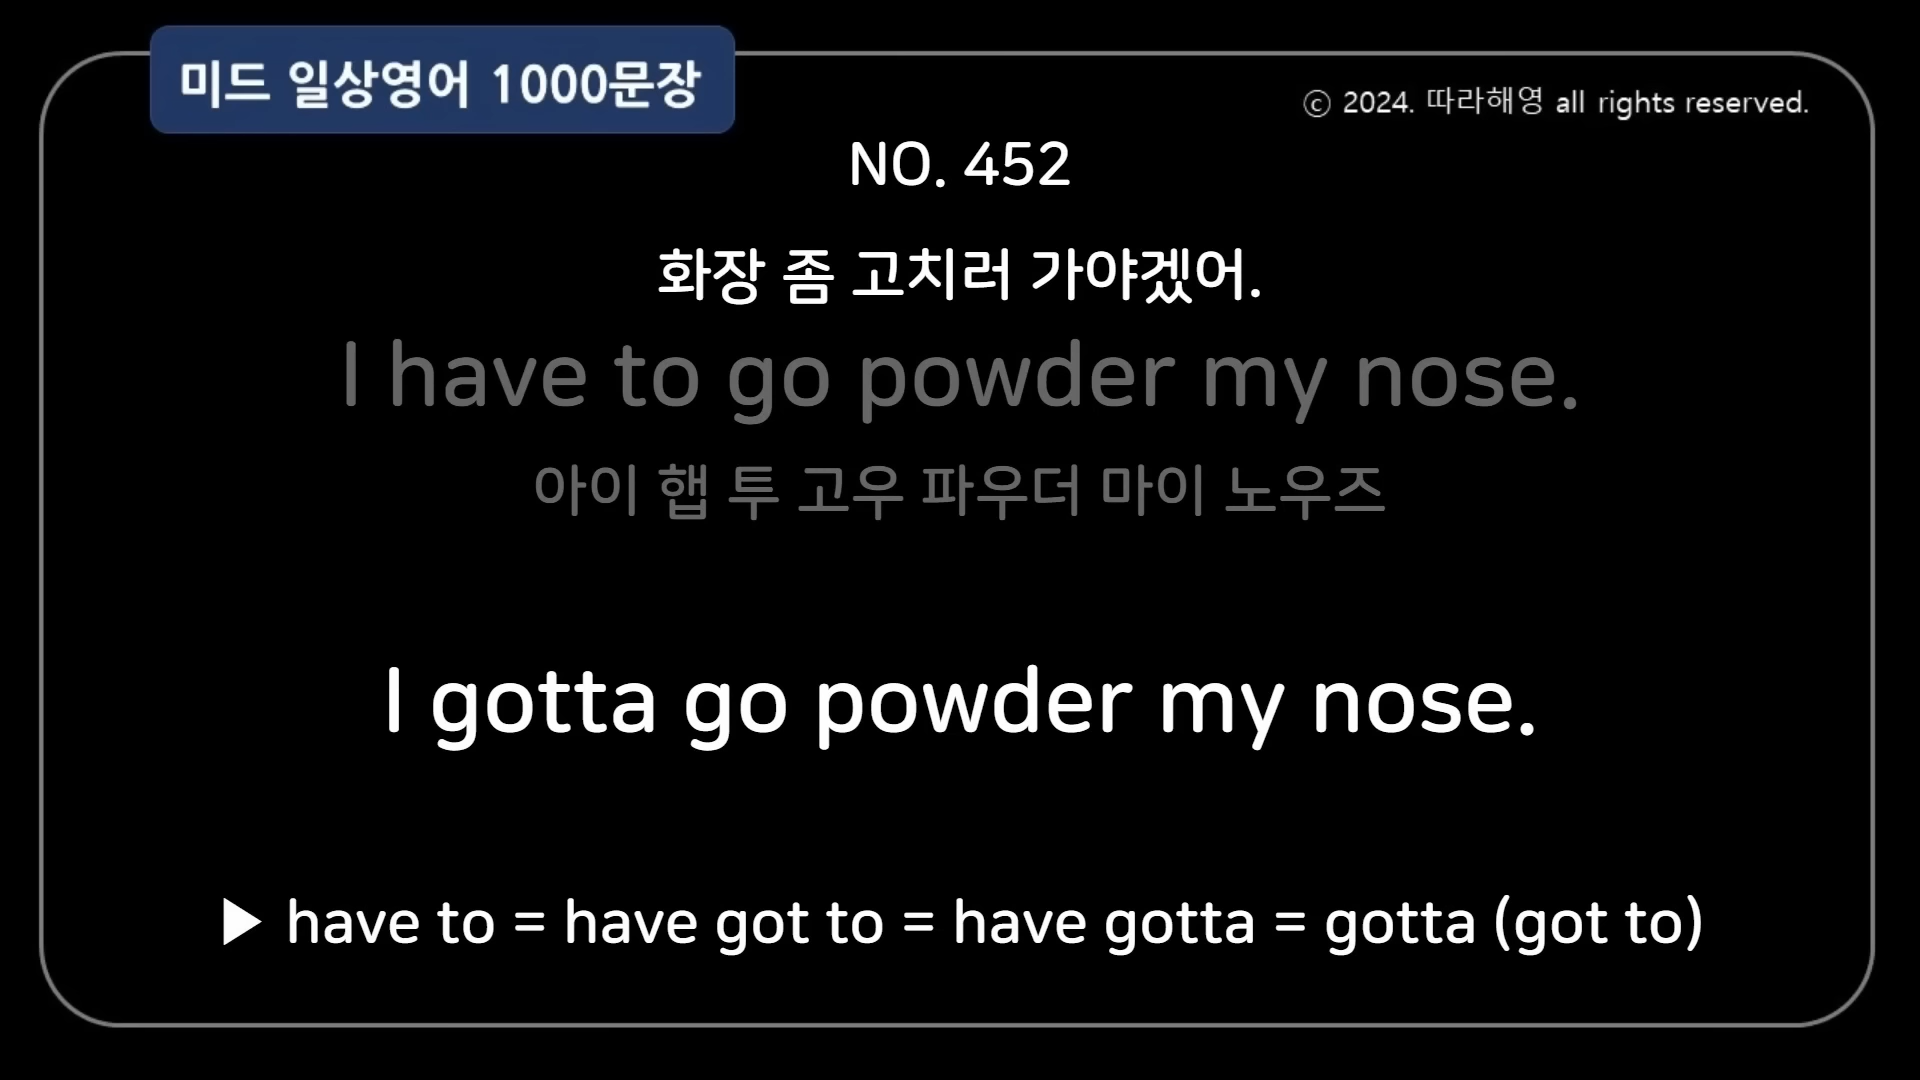 미드 일상영어 1000문장
ⓒ 2024. 따라해영 all rights reserved.
NO. 452
화장 좀 고치러 가야겠어.
I have to go powder my nose.
아이 햅 투 고우 파우더 마이 노우즈
I gotta go powder my nose.
▶ have to = have got to = have gotta = gotta (got to)